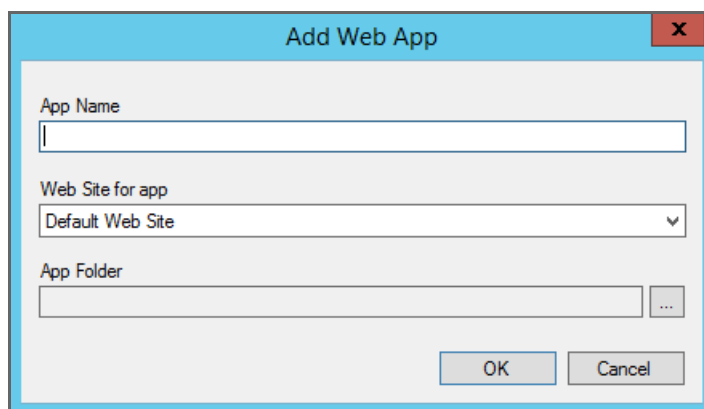 Add Web App
x
App Name
Web Site for app
Default Web Site
App Folder
...
OK Cancel